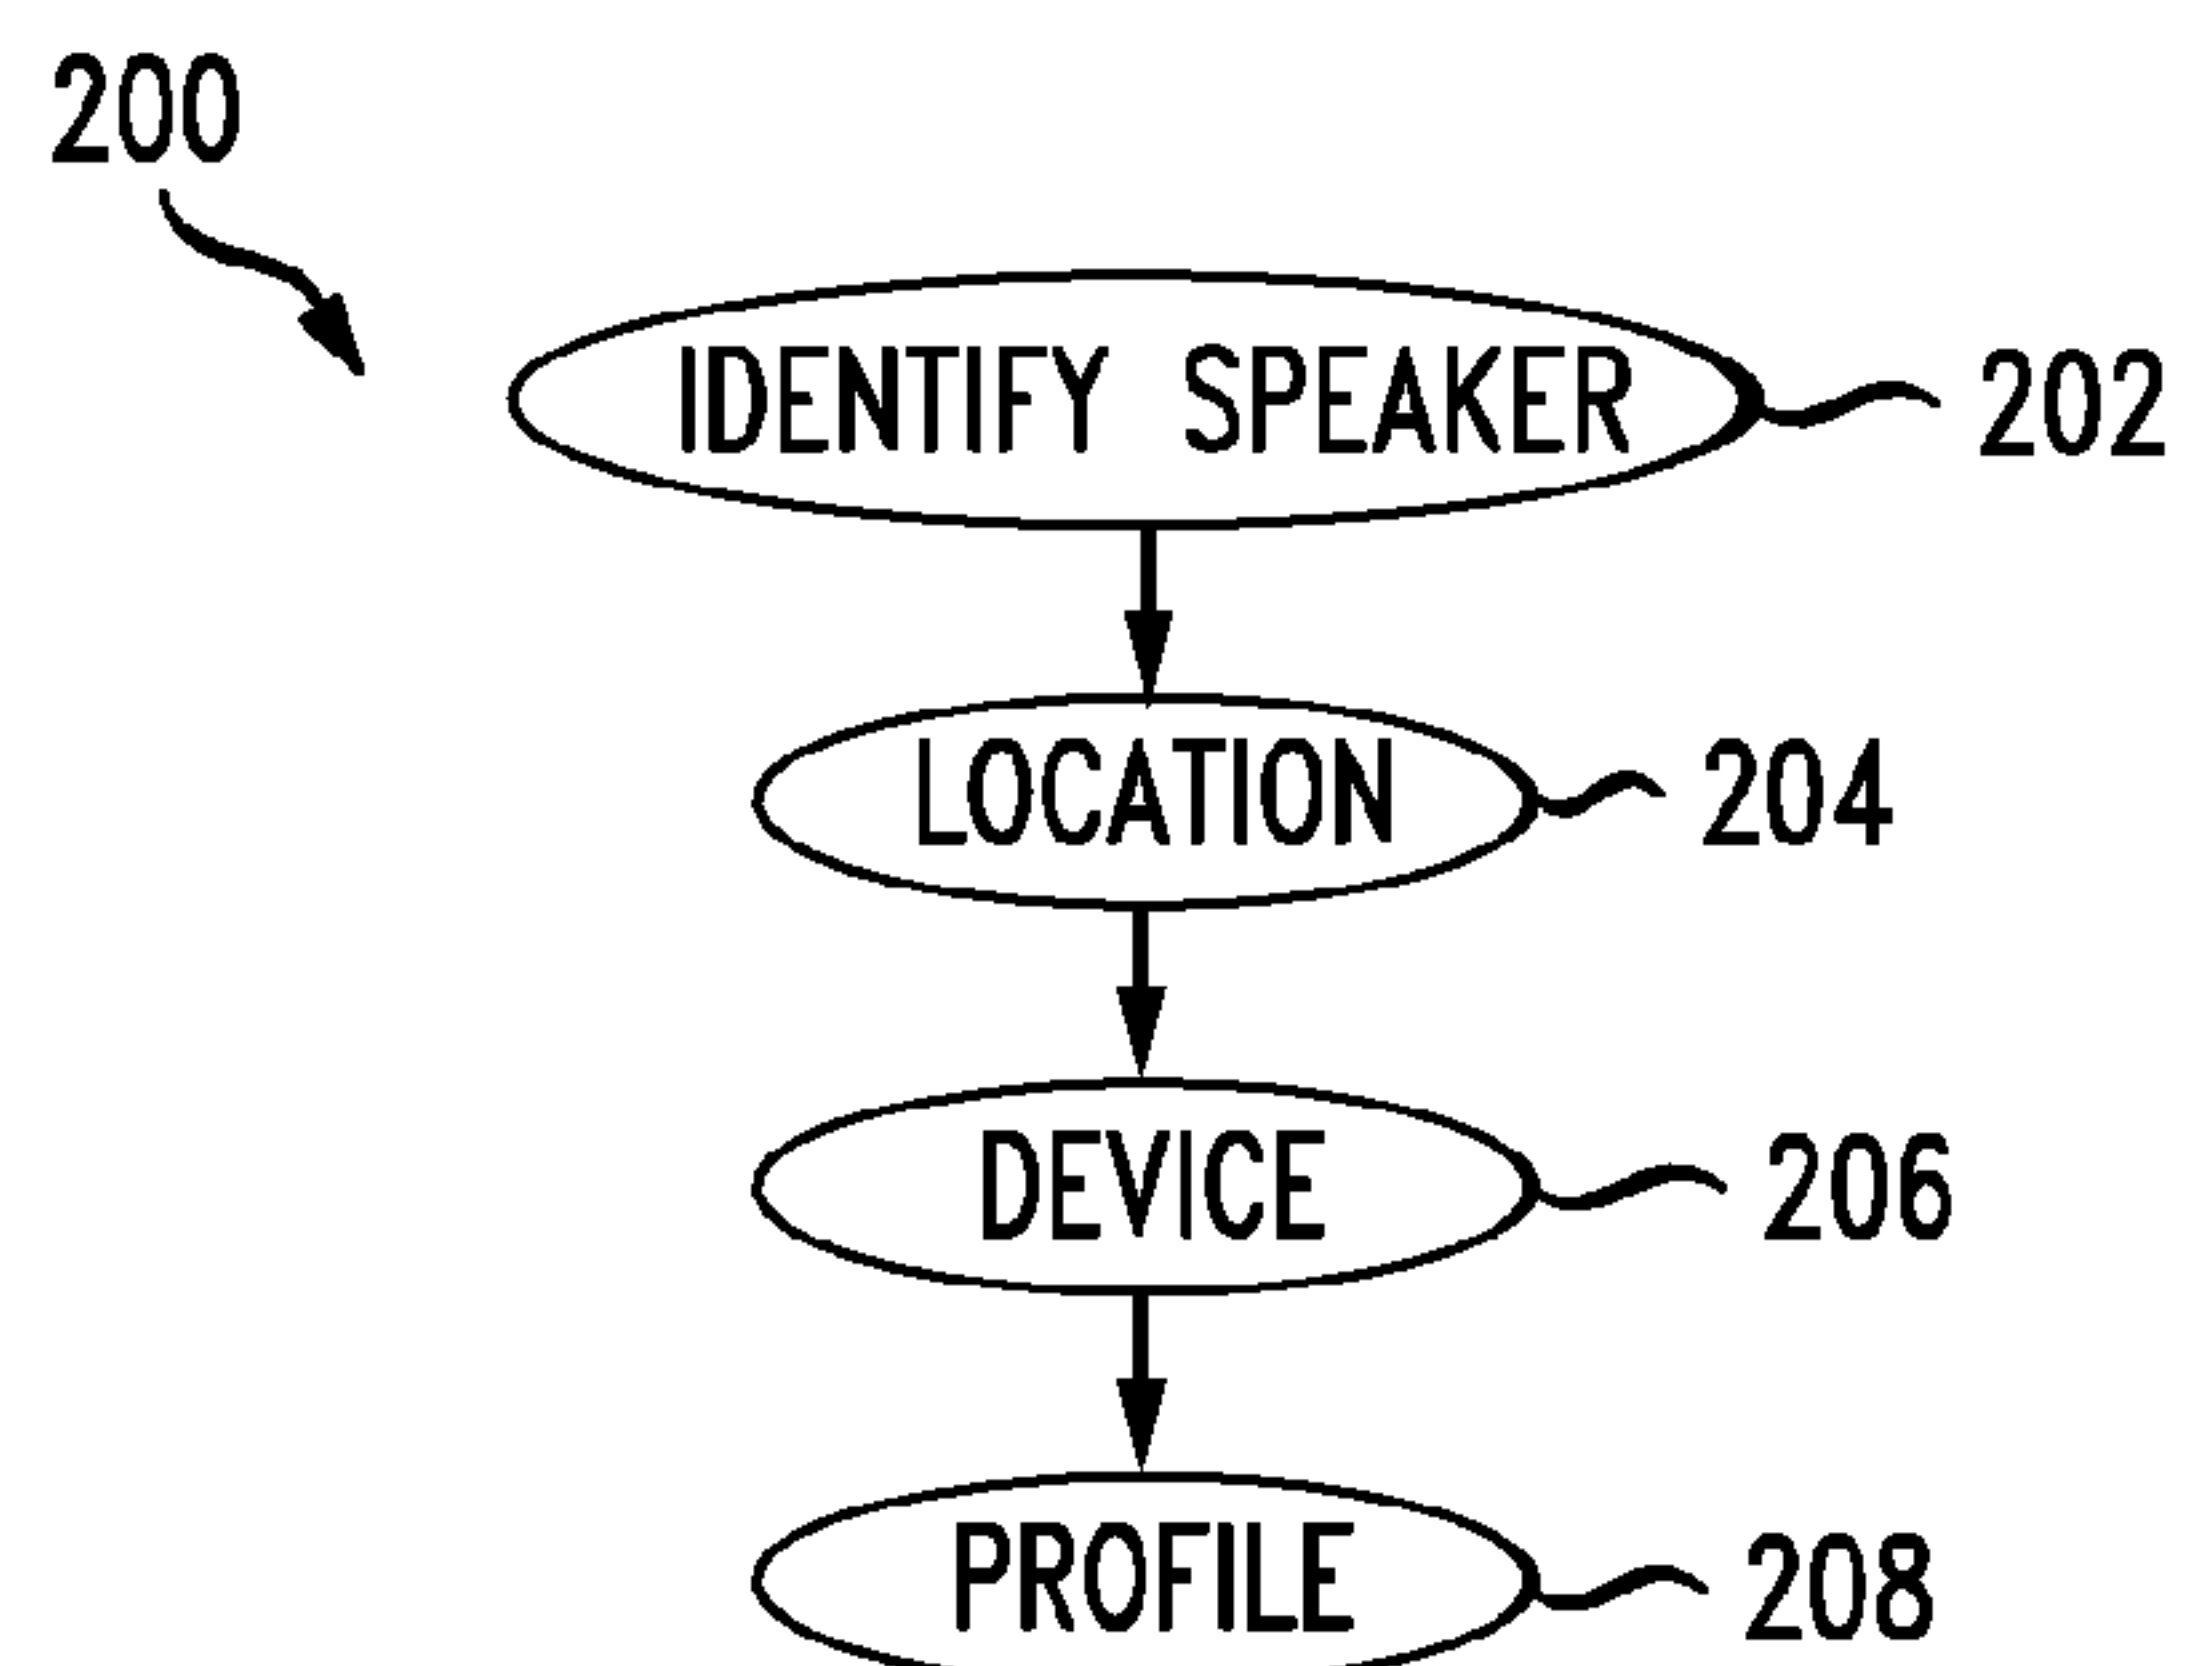 200
IDENTIFY SPEAKER 202
LOCATION 204
DEVICE 206
PROFILE 208